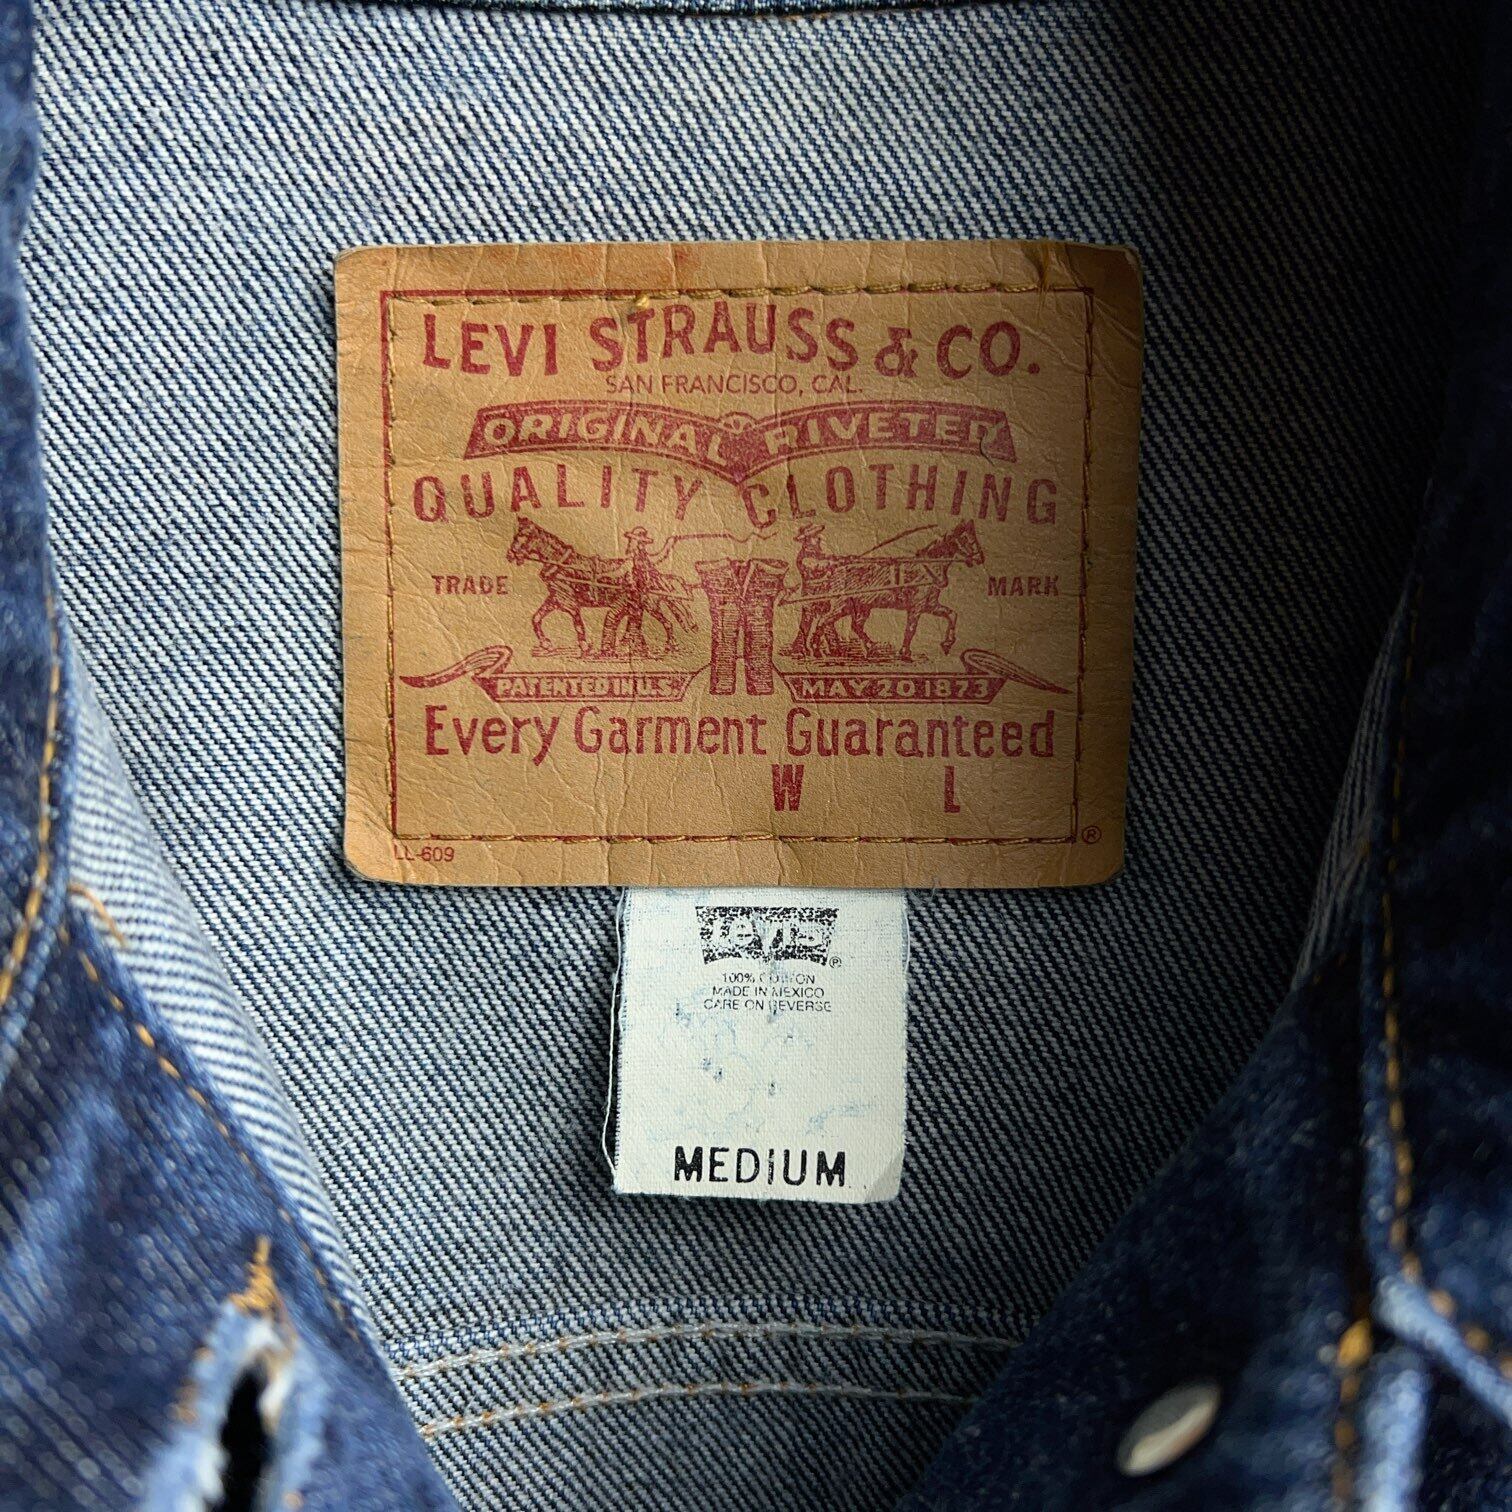 LEVI STRAUSS & CO.
SAN FRANCISCO, CAL.
ORIGINAL RIVETED
QUALITY CLOTHING
TRADE MARK
PATENTED IN U.S. MAY 20 1873
Every Garment Guaranteed
W L
LL-609 ®
Levi's ®
100% COTTON
MADE IN MEXICO
CARE ON REVERSE
MEDIUM